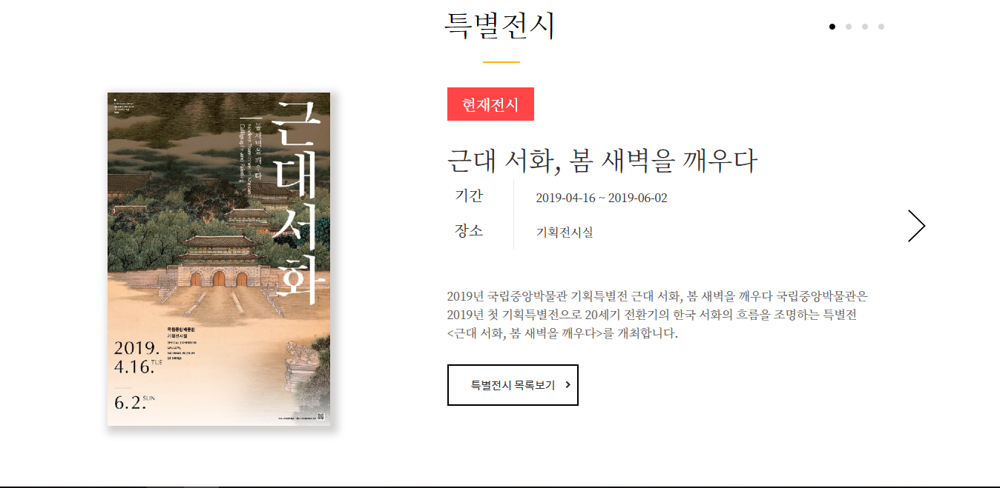 특별전시
근대서화
봄 새벽을 깨우다
Modern Transition in Korean
Calligraphy and Painting
국립중앙박물관
기획전시실
SPECIAL EXHIBITION
GALLERY,
NATIONAL MUSEUM
OF KOREA
2019.
4.16. TUE
6.2. SUN
현재전시
근대 서화, 봄 새벽을 깨우다
기간 2019-04-16 ~ 2019-06-02
장소 기획전시실
2019년 국립중앙박물관 기획특별전 근대 서화, 봄 새벽을 깨우다 국립중앙박물관은
2019년 첫 기획특별전으로 20세기 전환기의 한국 서화의 흐름을 조명하는 특별전
<근대 서화, 봄 새벽을 깨우다>를 개최합니다.
특별전시 목록보기